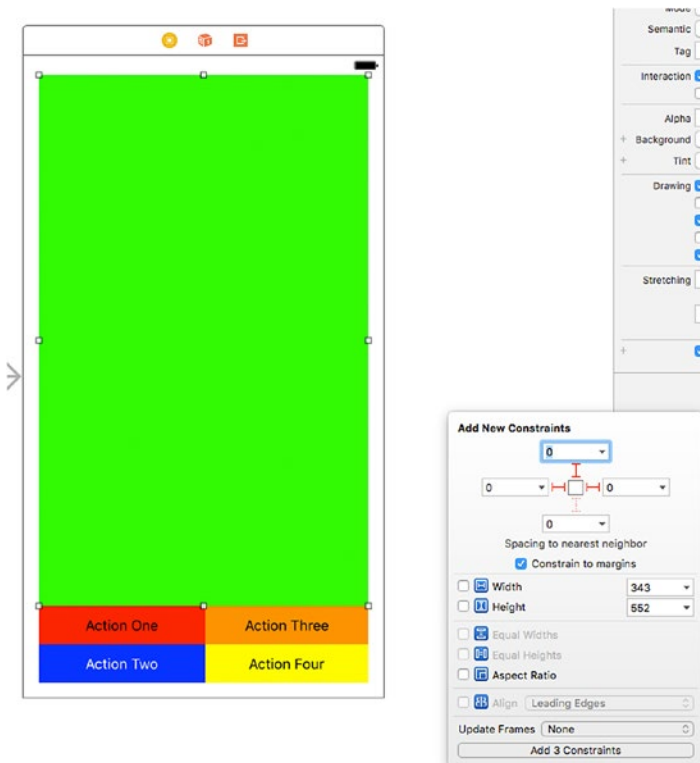 Mode
Semantic
Tag
Interaction
Alpha
+ Background
+ Tint
Drawing
Stretching
+
Action One Action Three
Action Two Action Four
Add New Constraints
0
0 0
0
Spacing to nearest neighbor
Constrain to margins
Width 343
Height 552
Equal Widths
Equal Heights
Aspect Ratio
Align Leading Edges
Update Frames None
Add 3 Constraints